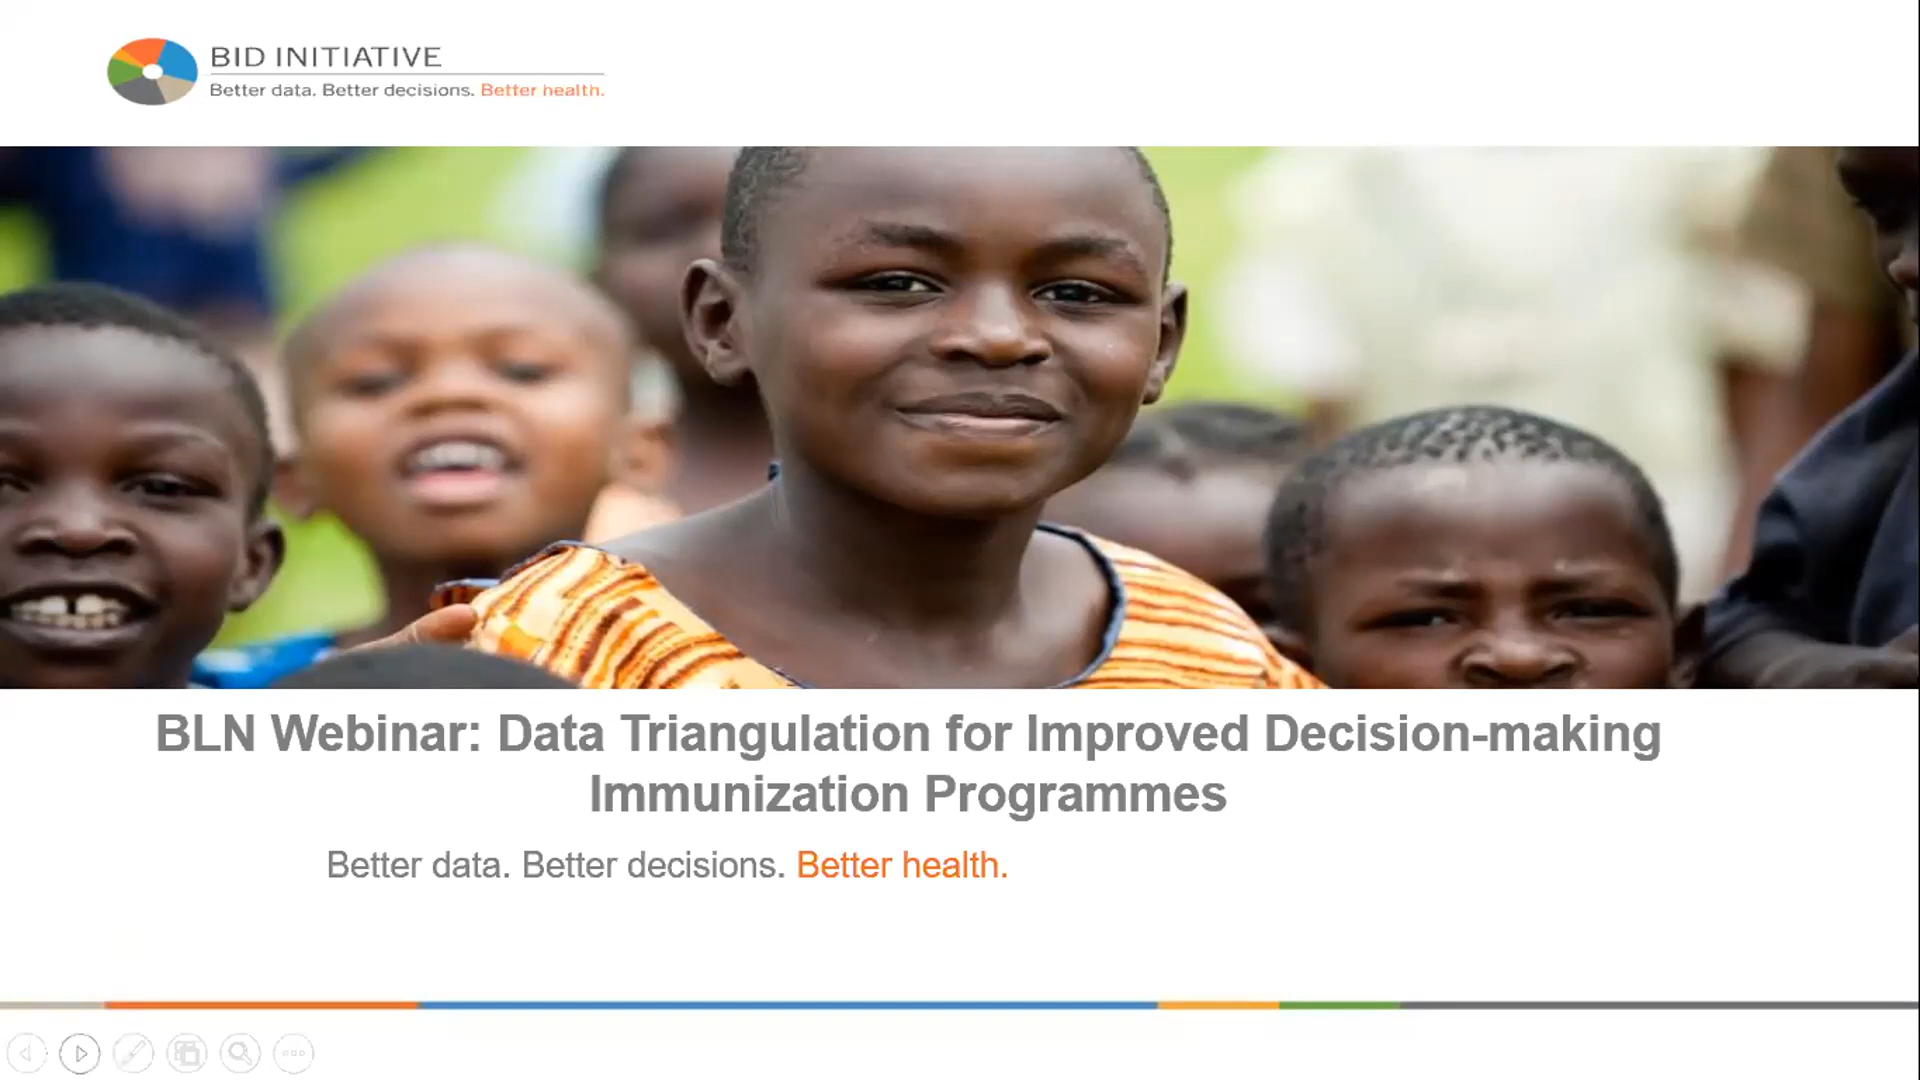 BID INITIATIVE
Better data. Better decisions. Better health.
BLN Webinar: Data Triangulation for Improved Decision-making
Immunization Programmes
Better data. Better decisions. Better health.